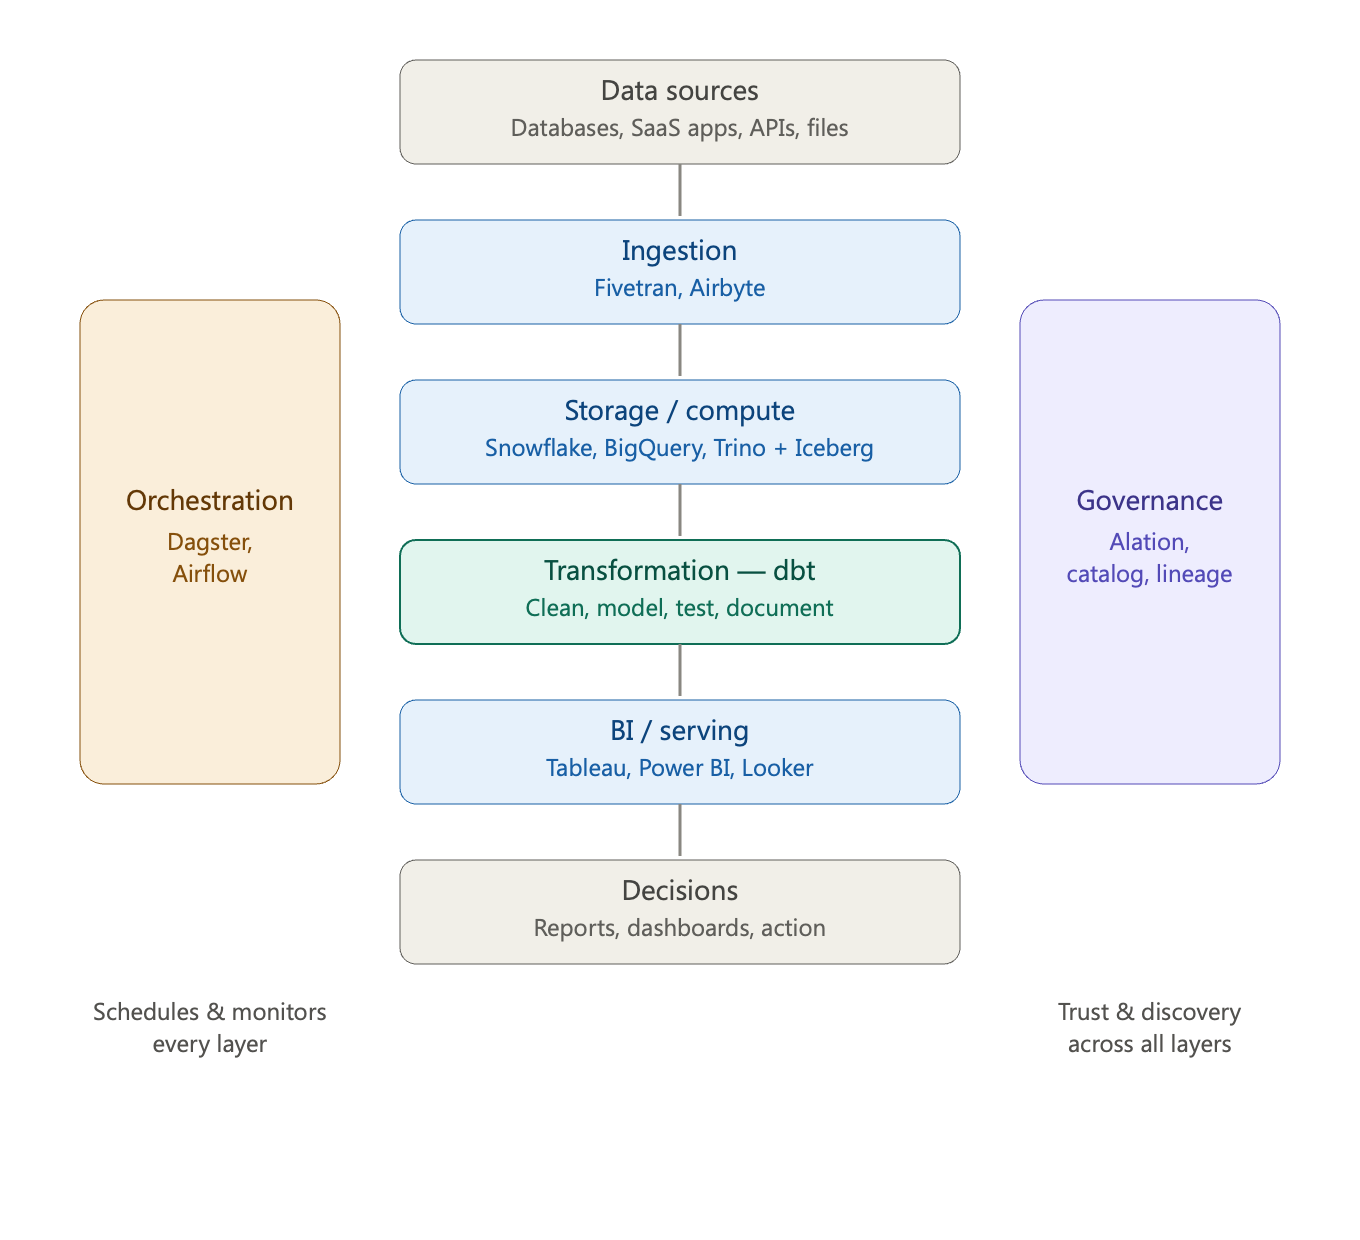 Data sources
Databases, SaaS apps, APIs, files
Ingestion
Fivetran, Airbyte
Storage / compute
Snowflake, BigQuery, Trino + Iceberg
Orchestration
Dagster,
Airflow
Governance
Alation,
catalog, lineage
Transformation — dbt
Clean, model, test, document
BI / serving
Tableau, Power BI, Looker
Decisions
Reports, dashboards, action
Schedules & monitors
every layer
Trust & discovery
across all layers